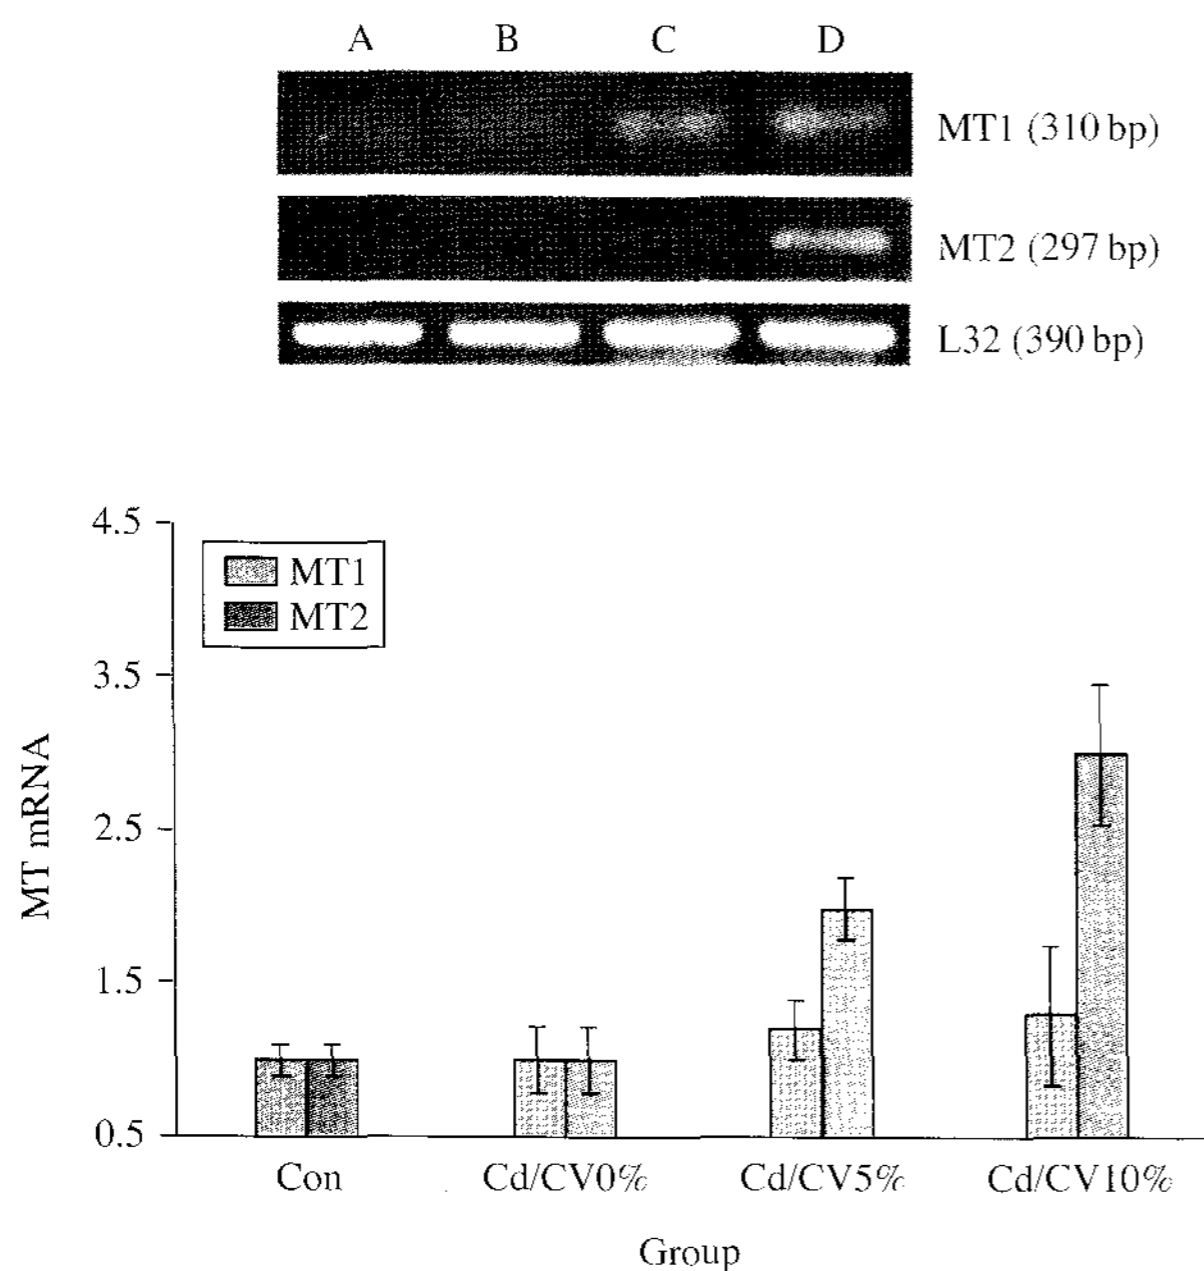 A B C D
MT1 (310 bp)
MT2 (297 bp)
L32 (390 bp)
4.5
MT1
MT2
3.5
2.5
1.5
0.5
MT mRNA
Con Cd/CV0% Cd/CV5% Cd/CV10%
Group